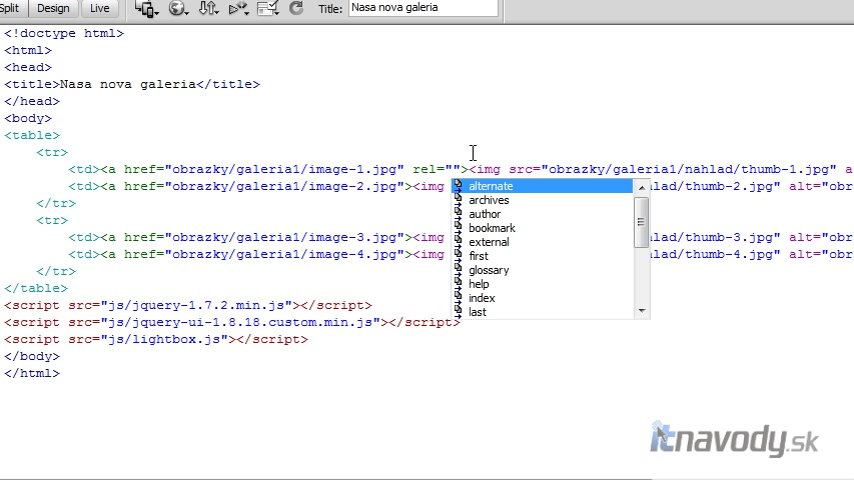 Split Design Live Title: Nasa nova galeria
<!doctype html>
<html>
<head>
<title>Nasa nova galeria</title>
</head>
<body>
<table>
<tr>
<td><a href="obrazky/galeria1/image-1.jpg" rel=""><img src="obrazky/galeria1/nahlad/thumb-1.jpg" a
<td><a href="obrazky/galeria1/image-2.jpg"><img lad/thumb-2.jpg" alt="obr
</tr>
<tr>
<td><a href="obrazky/galeria1/image-3.jpg"><img lad/thumb-3.jpg" alt="obr
<td><a href="obrazky/galeria1/image-4.jpg"><img lad/thumb-4.jpg" alt="obr
</tr>
</table>
<script src="js/jquery-1.7.2.min.js"></script>
<script src="js/jquery-ui-1.8.18.custom.min.js"></script>
<script src="js/lightbox.js"></script>
</body>
</html>
alternate
archives
author
bookmark
external
first
glossary
help
index
last
itnavody.sk